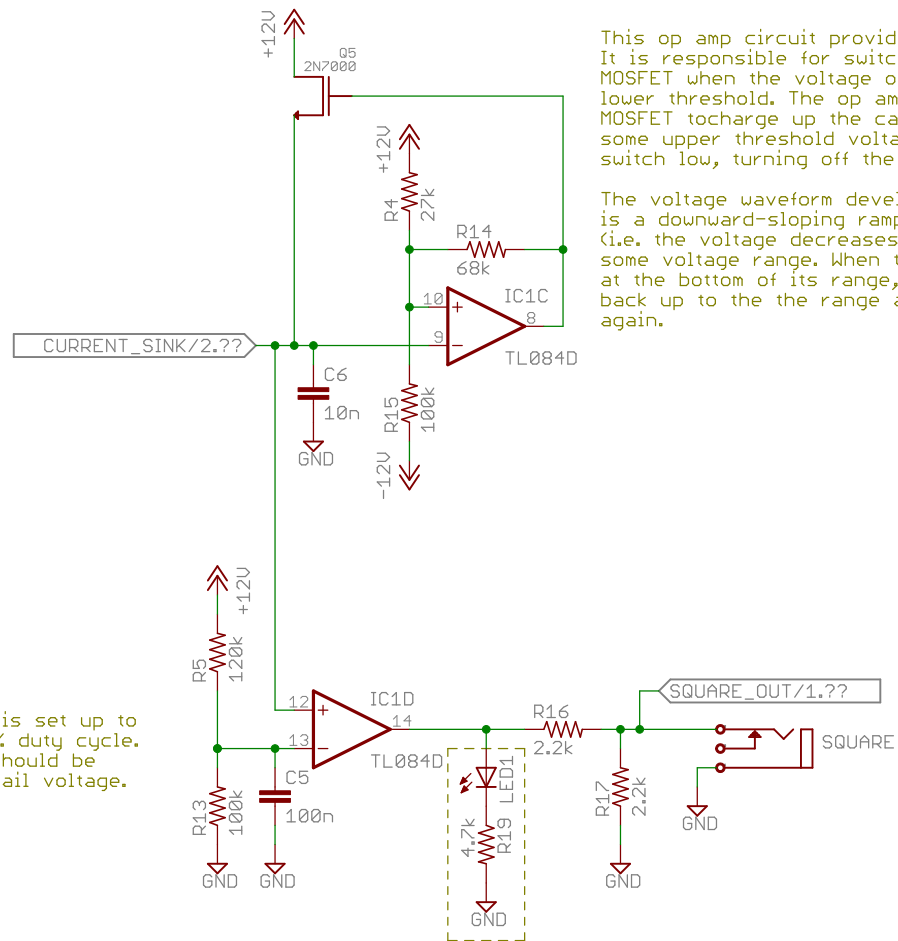 +12V
Q5
2N7000
This op amp circuit provid
It is responsible for switc
MOSFET when the voltage o
lower threshold. The op am
MOSFET tocharge up the ca
some upper threshold volta
switch low, turning off the
The voltage waveform devel
is a downward-sloping ramp
(i.e. the voltage decreases
some voltage range. When t
at the bottom of its range,
back up to the the range a
again.
+12V
R4
27k
R14
68k
10
IC1C
8
9
TL084D
CURRENT_SINK/2.??
C6
10n
GND
R15
100k
-12V
+12V
R5
120k
is set up to
% duty cycle.
hould be
ail voltage.
12
IC1D
14
13
TL084D
C5
100n
R13
100k
GND
GND
LED1
4.7k
R19
GND
R16
2.2k
SQUARE_OUT/1.??
R17
2.2k
GND
SQUARE
GND